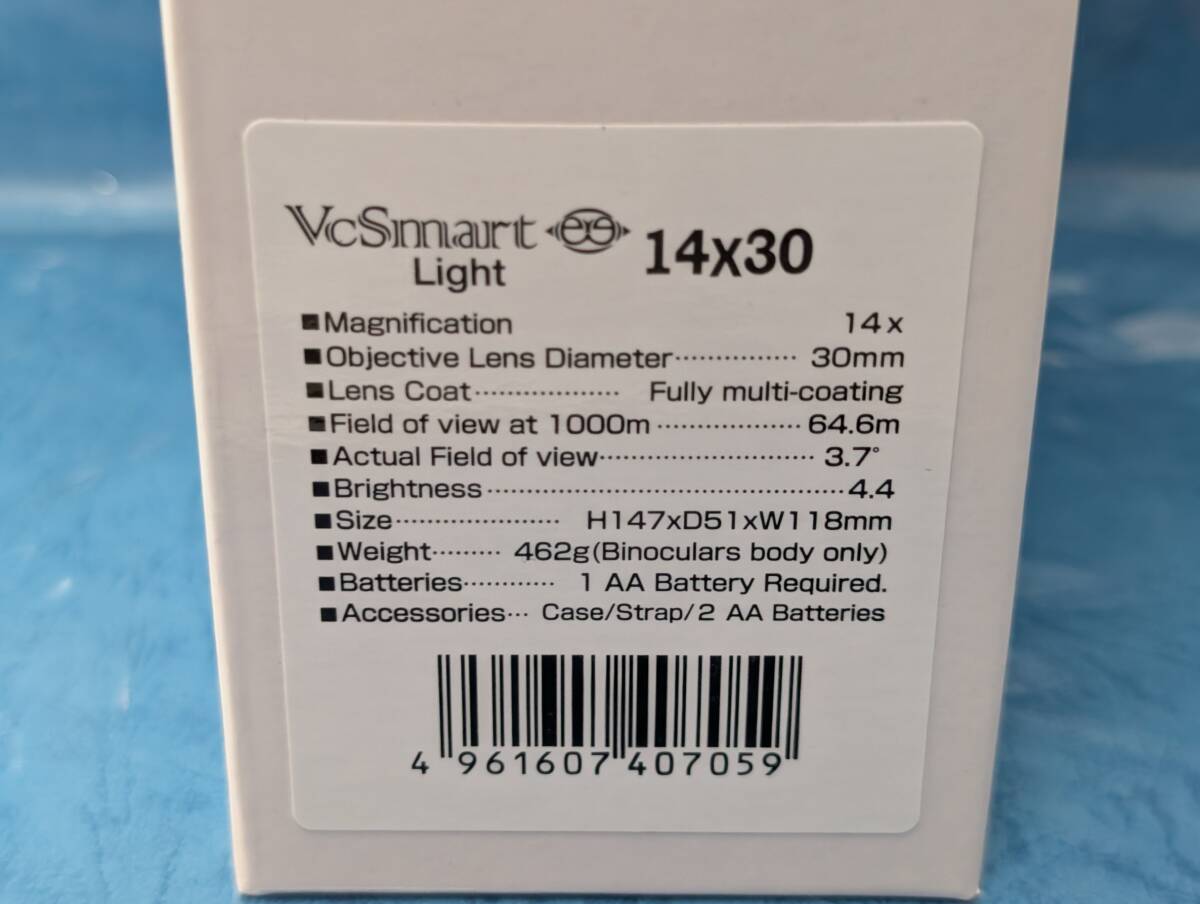 VcSmart 14x30
Light
■Magnification 14x
■Objective Lens Diameter··············· 30mm
■Lens Coat·················· Fully multi-coating
■Field of view at 1000m ··················64.6m
■Actual Field of view··························· 3.7°
■Brightness·············································4.4
■Size····················· H147xD51xW118mm
■Weight········· 462g(Binoculars body only)
■Batteries············ 1 AA Battery Required.
■Accessories··· Case/Strap/2 AA Batteries
4 961607 407059